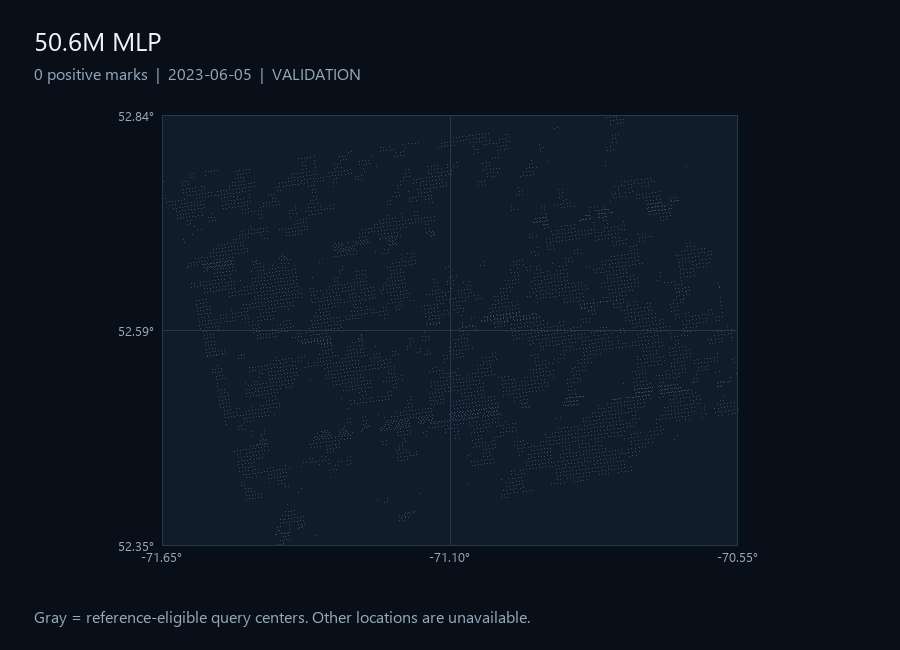 50.6M MLP
0 positive marks | 2023-06-05 | VALIDATION
52.84°
52.59°
52.35°
-71.65°
-71.10°
-70.55°
Gray = reference-eligible query centers. Other locations are unavailable.